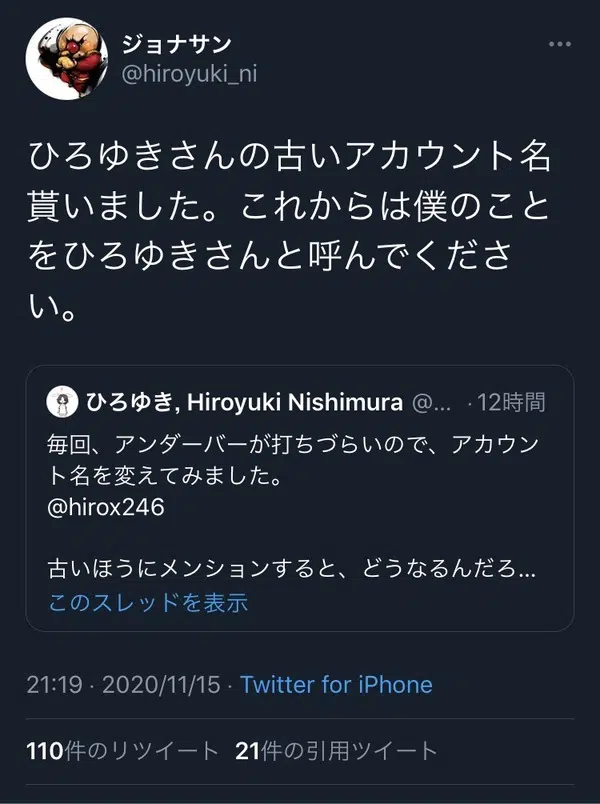 ジョナサン
@hiroyuki_ni
ひろゆきさんの古いアカウント名
貰いました。これからは僕のこと
をひろゆきさんと呼んでくださ
い。
ひろゆき, Hiroyuki Nishimura @... · 12時間
毎回、アンダーバーが打ちづらいので、アカウン
ト名を変えてみました。
@hirox246
古いほうにメンションすると、どうなるんだろ...
このスレッドを表示
21:19 · 2020/11/15 · Twitter for iPhone
110件のリツイート 21件の引用ツイート